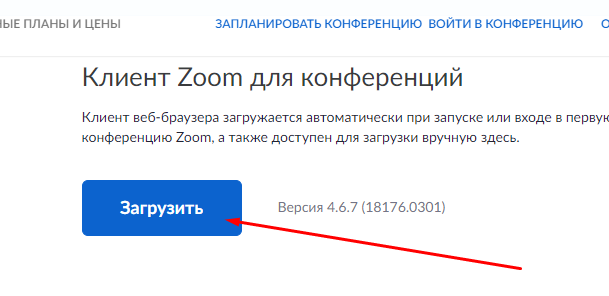 НЫЕ ПЛАНЫ И ЦЕНЫ ЗАПЛАНИРОВАТЬ КОНФЕРЕНЦИЮ ВОЙТИ В КОНФЕРЕНЦИЮ
Клиент Zoom для конференций
Клиент веб-браузера загружается автоматически при запуске или входе в первую
конференцию Zoom, а также доступен для загрузки вручную здесь.
Загрузить Версия 4.6.7 (18176.0301)